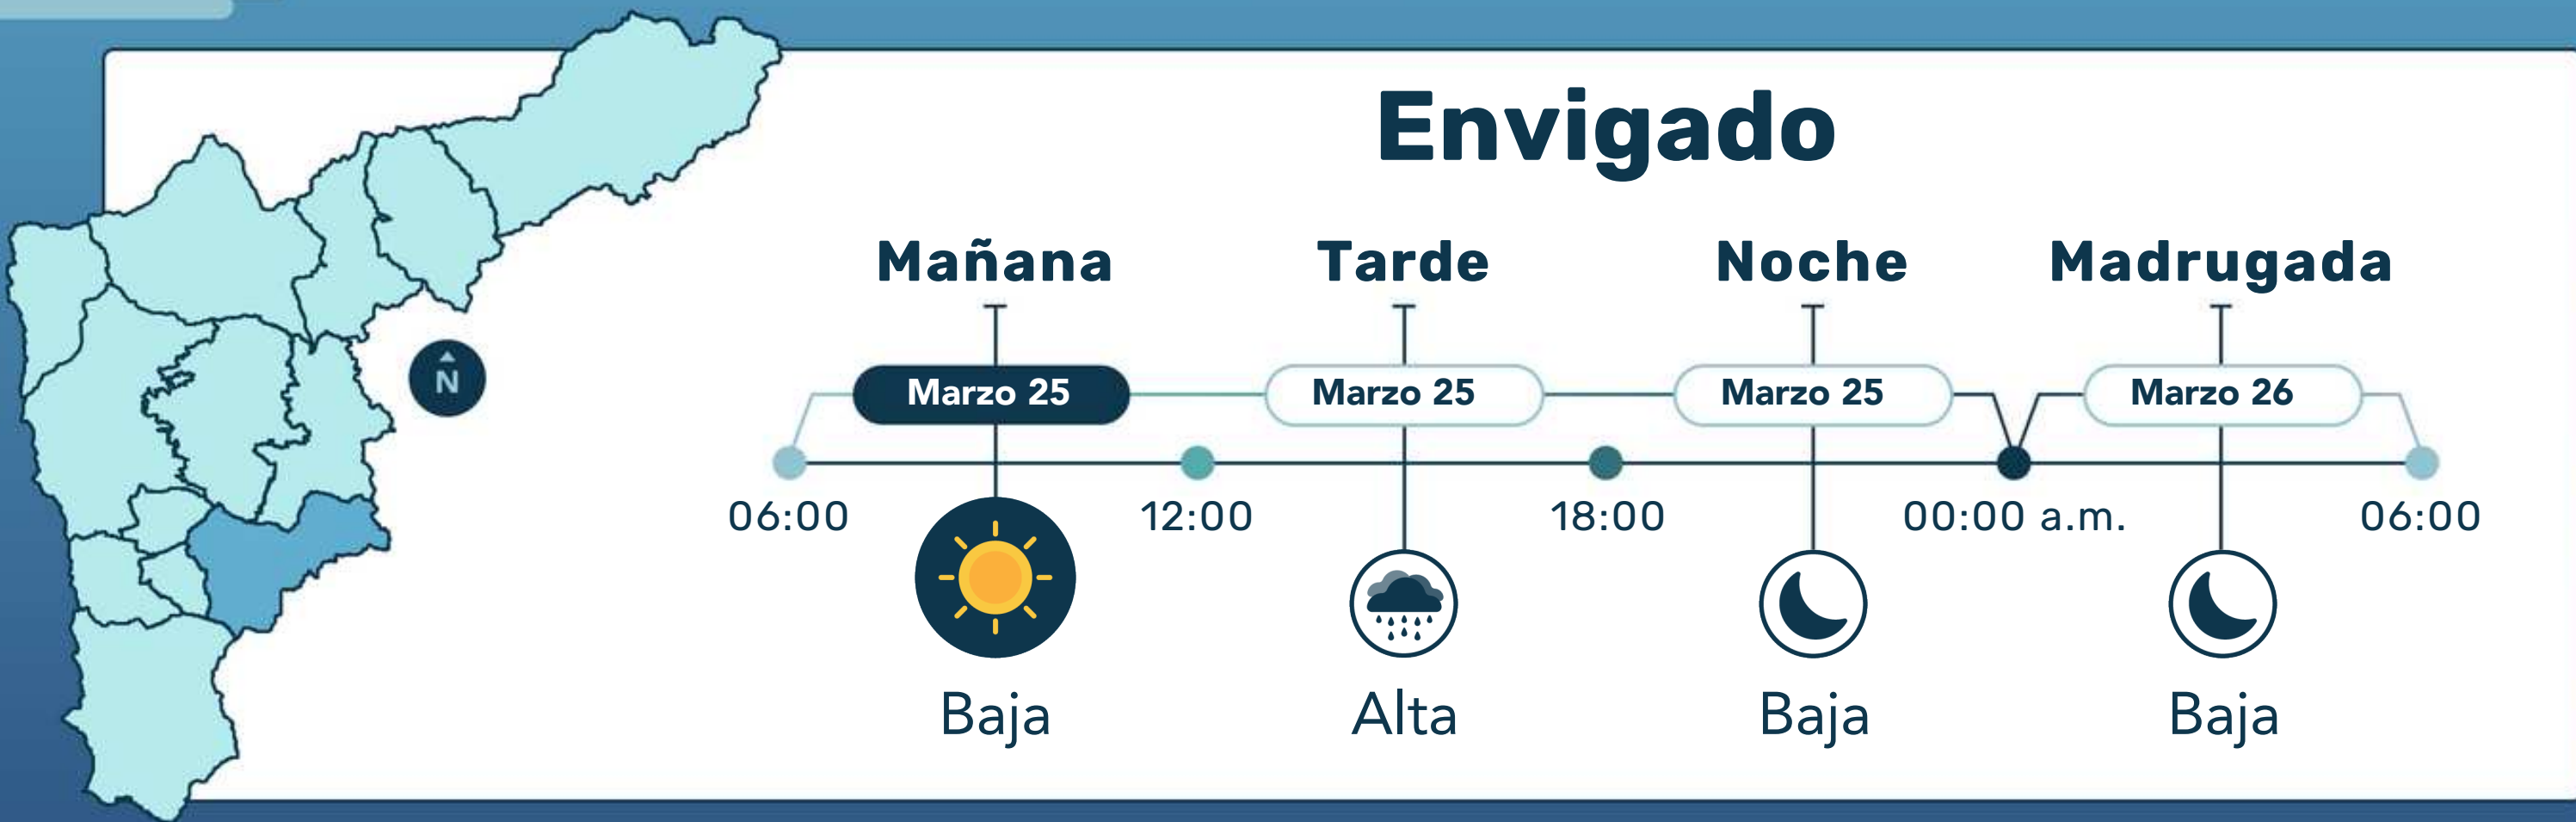 Envigado
Mañana Tarde Noche Madrugada
Marzo 25 Marzo 25 Marzo 25 Marzo 26
N
06:00 12:00 18:00 00:00 a.m. 06:00
Baja Alta Baja Baja